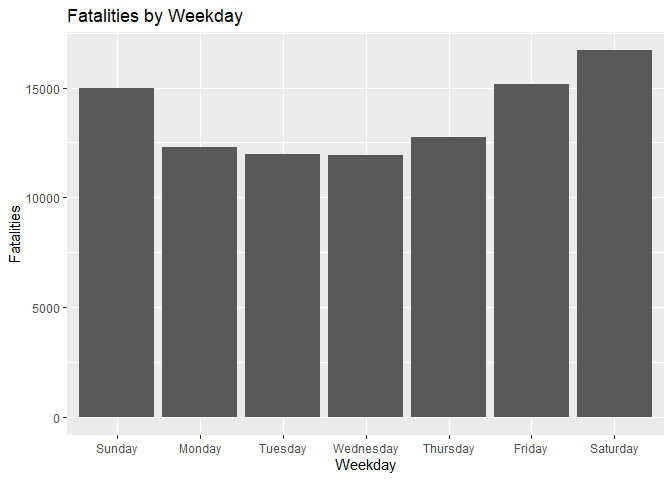 Fatalities by Weekday
Fatalities
15000
10000
5000
0
Sunday Monday Tuesday Wednesday Thursday Friday Saturday
Weekday